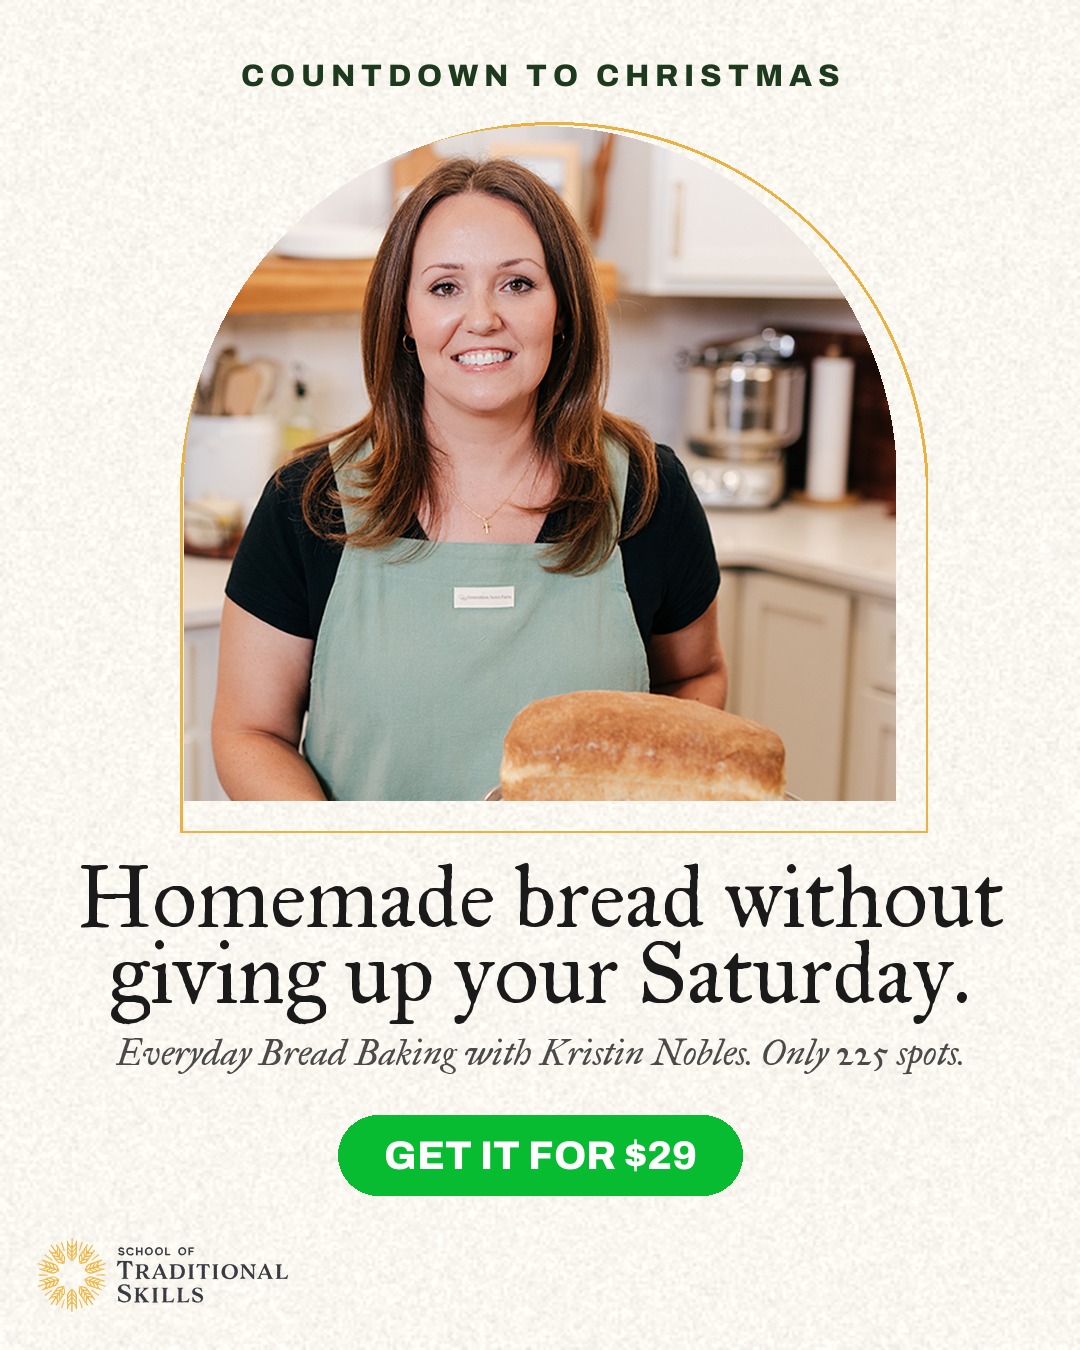 COUNTDOWN TO CHRISTMAS
Homemade bread without
giving up your Saturday.
Everyday Bread Baking with Kristin Nobles. Only 225 spots.
GET IT FOR $29
SCHOOL OF
TRADITIONAL
SKILLS